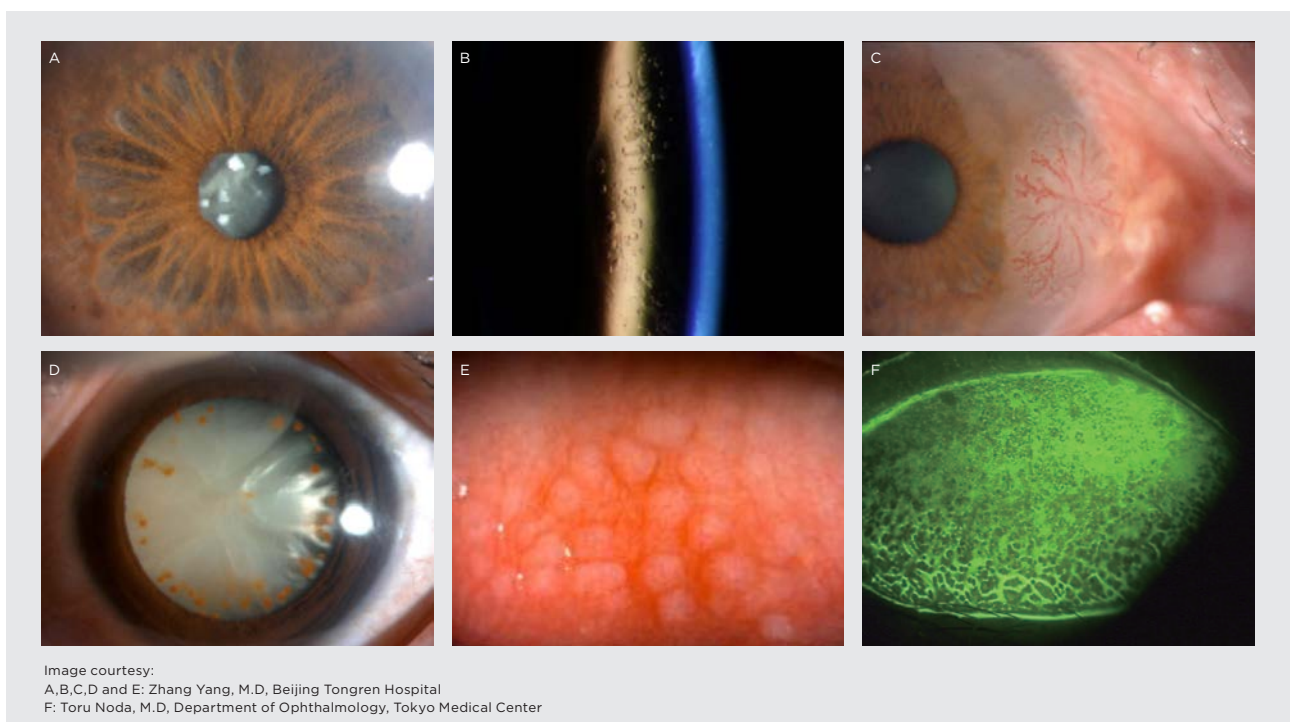 A
B
C
D
E
F
Image courtesy:
A,B,C,D and E: Zhang Yang, M.D, Beijing Tongren Hospital
F: Toru Noda, M.D, Department of Ophthalmology, Tokyo Medical Center